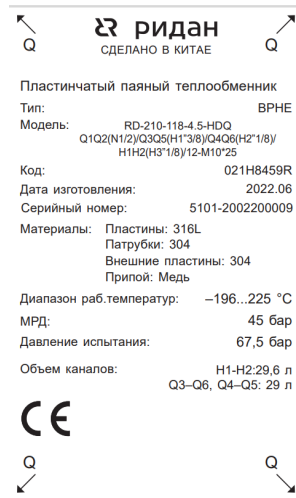 Q ридан Q
СДЕЛАНО В КИТАЕ
Пластинчатый паяный теплообменник
Тип: BPHE
Модель: RD-210-118-4.5-HDQ
Q1Q2(N1/2)/Q3Q5(H1"3/8)/Q4Q6(H2"1/8)/
H1H2(H3"1/8)/12-M10*25
Код: 021H8459R
Дата изготовления: 2022.06
Серийный номер: 5101-2002200009
Материалы: Пластины: 316L
Патрубки: 304
Внешние пластины: 304
Припой: Медь
Диапазон раб.температур: –196...225 °C
МРД: 45 бар
Давление испытания: 67,5 бар
Объем каналов: H1-H2:29,6 л
Q3–Q6, Q4–Q5: 29 л
CE
Q Q